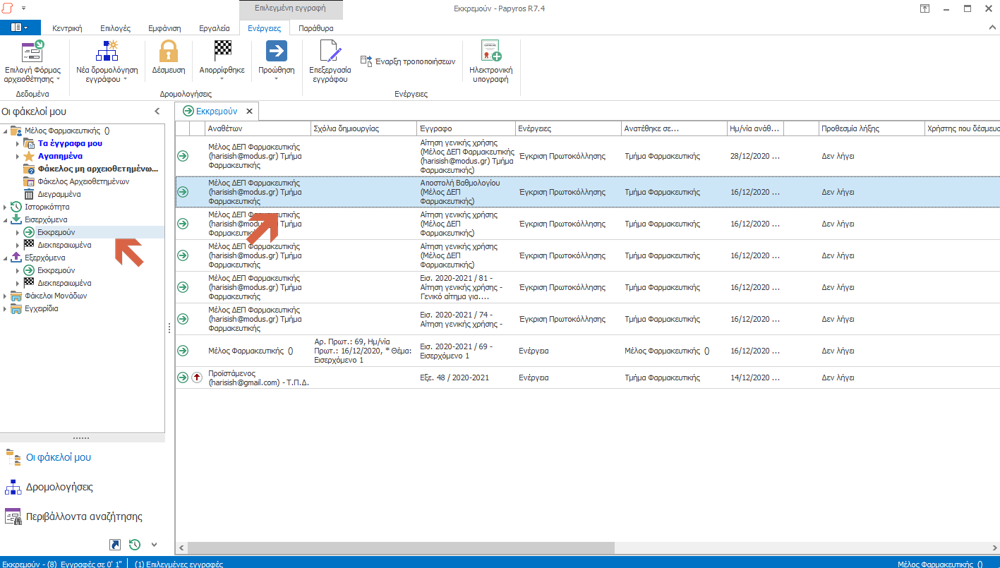 Επιλεγμένη εγγραφή
Εκκρεμούν - Papyros R7.4
Κεντρική Επιλογές Εμφάνιση Εργαλεία Ενέργειες Παράθυρα
Επιλογή Φόρμας
αρχειοθέτησης
Νέα δρομολόγηση
εγγράφου
Δέσμευση
Απορρίφθηκε
Προώθηση
Επεξεργασία
εγγράφου
Έναρξη τροποποιήσεων
Ηλεκτρονική
υπογραφή
Δεδομένα
Δρομολογήσεις
Ενέργειες
Οι φάκελοί μου
Μέλος Φαρμακευτικής ()
Τα έγγραφα μου
Αγαπημένα
Φάκελος μη αρχειοθετημένω...
Φάκελος Αρχειοθετημένων
Διεγραμμένα
Ιστορικότητα
Εισερχόμενα
Εκκρεμούν
Διεκπεραιωμένα
Εξερχόμενα
Εκκρεμούν
Διεκπεραιωμένα
Φάκελοι Μονάδων
Εγχειρίδια
Οι φάκελοί μου
Δρομολογήσεις
Περιβάλλοντα αναζήτησης
Εκκρεμούν
Αναθέτων Σχόλια δημιουργίας Έγγραφο Ενέργειες Ανατέθηκε σε... Ημ/νία ανάθ... Προθεσμία λήξης Χρήστης που δέσμευσ
Μέλος ΔΕΠ Φαρμακευτικής
(harisish@modus.gr) Τμήμα
Φαρμακευτικής
Αίτηση γενικής χρήσης
(Μέλος ΔΕΠ Φαρμακευτικής
(harisish@modus.gr) Τμήμα
Φαρμακευτικής)
Έγκριση Πρωτοκόλλησης
Τμήμα Φαρμακευτικής
28/12/2020 ...
Δεν λήγει
Μέλος ΔΕΠ Φαρμακευτικής
(harisish@modus.gr) Τμήμα
Φαρμακευτικής
Αποστολή Βαθμολογίου
(Μέλος ΔΕΠ
Φαρμακευτικής)
Έγκριση Πρωτοκόλλησης
Τμήμα Φαρμακευτικής
16/12/2020 ...
Δεν λήγει
Μέλος ΔΕΠ Φαρμακευτικής
(harisish@modus.gr) Τμήμα
Φαρμακευτικής
Αίτηση γενικής χρήσης
(Μέλος ΔΕΠ
Φαρμακευτικής)
Έγκριση Πρωτοκόλλησης
Τμήμα Φαρμακευτικής
16/12/2020 ...
Δεν λήγει
Μέλος ΔΕΠ Φαρμακευτικής
(harisish@modus.gr) Τμήμα
Φαρμακευτικής
Αίτηση γενικής χρήσης
(Μέλος ΔΕΠ
Φαρμακευτικής)
Έγκριση Πρωτοκόλλησης
Τμήμα Φαρμακευτικής
16/12/2020 ...
Δεν λήγει
Μέλος ΔΕΠ Φαρμακευτικής
(harisish@modus.gr) Τμήμα
Φαρμακευτικής
Εισ. 2020-2021 / 81 -
Αίτηση γενικής χρήσης -
Γενικό αίτημα για....
Έγκριση Πρωτοκόλλησης
Τμήμα Φαρμακευτικής
16/12/2020 ...
Δεν λήγει
Μέλος ΔΕΠ Φαρμακευτικής
(harisish@modus.gr) Τμήμα
Φαρμακευτικής
Εισ. 2020-2021 / 74 -
Αίτηση γενικής χρήσης -
Έγκριση Πρωτοκόλλησης
Τμήμα Φαρμακευτικής
16/12/2020 ...
Δεν λήγει
Μέλος Φαρμακευτικής ()
Αρ. Πρωτ.: 69, Ημ/νία
Πρωτ.: 16/12/2020, * Θέμα:
Εισερχόμενο 1
Εισ. 2020-2021 / 69 -
Εισερχόμενο 1
Ενέργεια
Μέλος Φαρμακευτικής ()
16/12/2020 ...
Δεν λήγει
Προϊστάμενος
(harisish@gmail.com) - Τ.Π.Δ.
Εξε. 48 / 2020-2021
Ενέργεια
Τμήμα Φαρμακευτικής
14/12/2020 ...
Δεν λήγει
Εκκρεμούν - (8) Εγγραφές σε 0' 1" (1) Επιλεγμένες εγγραφές Μέλος Φαρμακευτικής ()